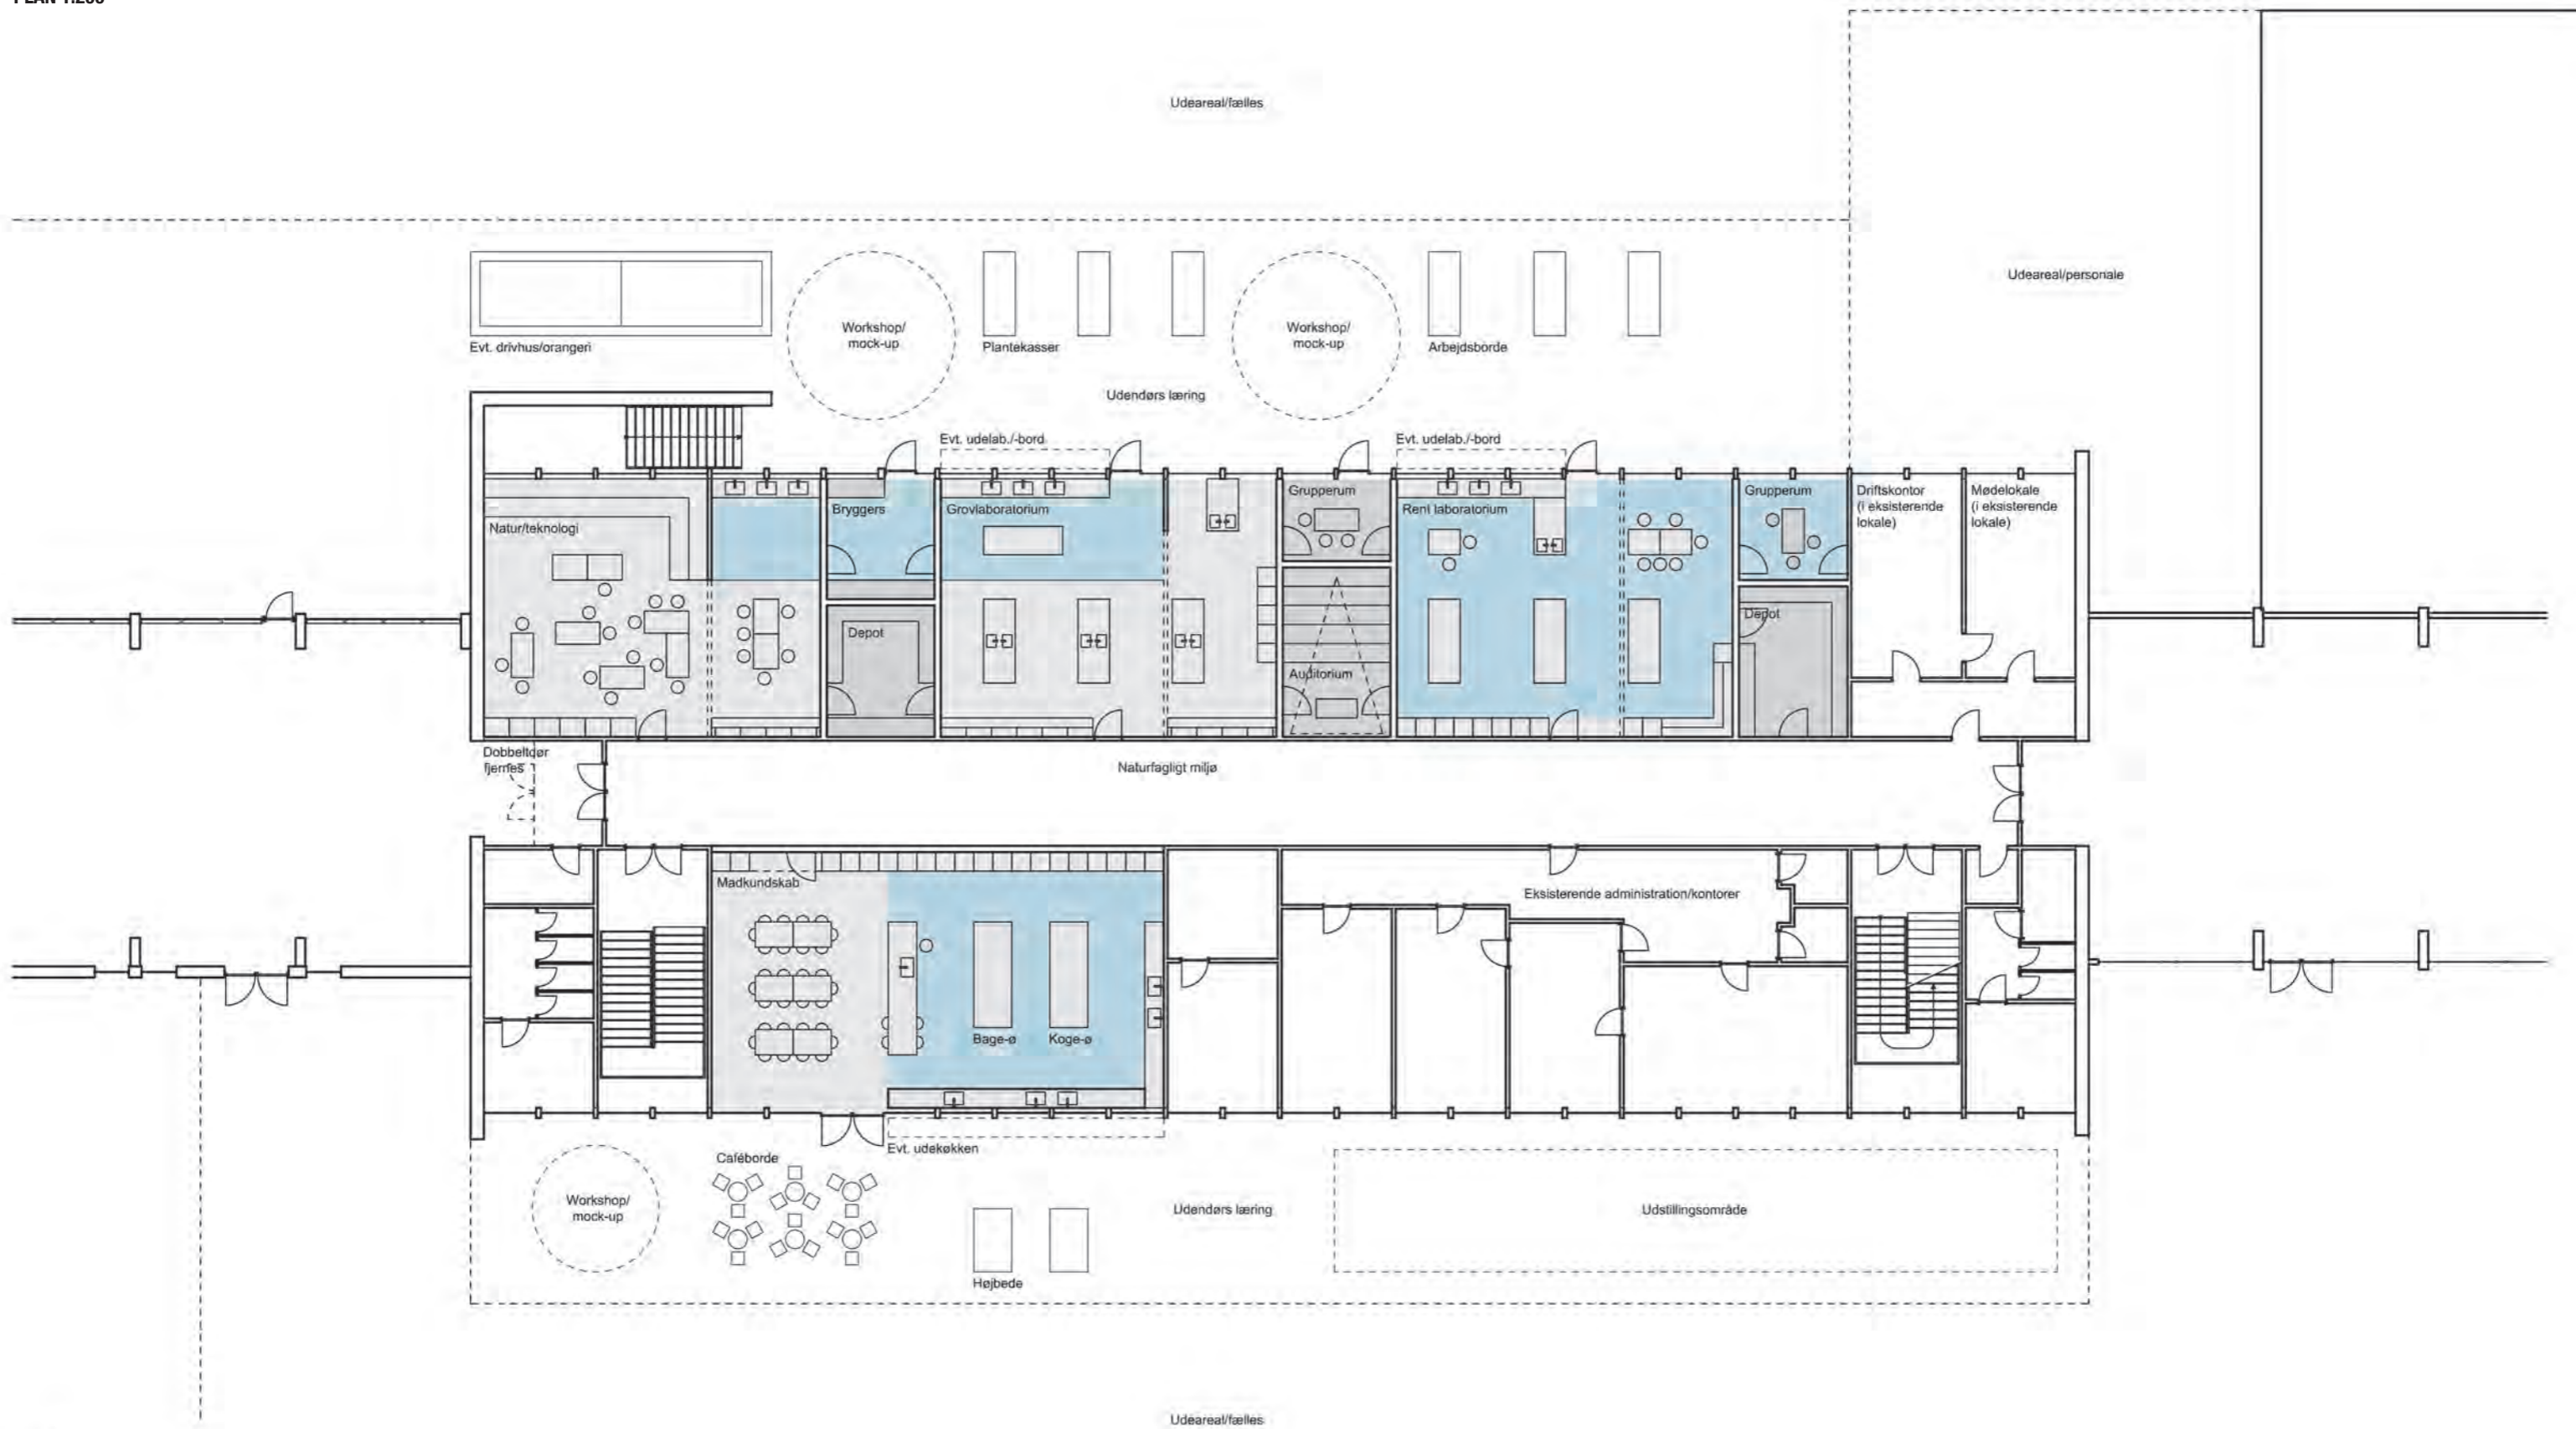 PLAN 1:200
Udeareal/fælles
Udeareal/personale
Evt. drivhus/orangeri
Workshop/
mock-up
Plantekasser
Workshop/
mock-up
Arbejdsborde
Udendørs læring
Evt. udelab./-bord
Evt. udelab./-bord
Natur/teknologi
Bryggers
Grovlaboratorium
Grupperum
Rent laboratorium
Grupperum
Driftskontor
(i eksisterende
lokale)
Mødelokale
(i eksisterende
lokale)
Depot
Auditorium
Depot
Dobbeltdør
fjernes
Naturfagligt miljø
Madkundskab
Eksisterende administration/kontorer
Bage-ø
Koge-ø
Evt. udekøkken
Caféborde
Workshop/
mock-up
Udendørs læring
Udstillingsområde
Højbede
Udeareal/fælles